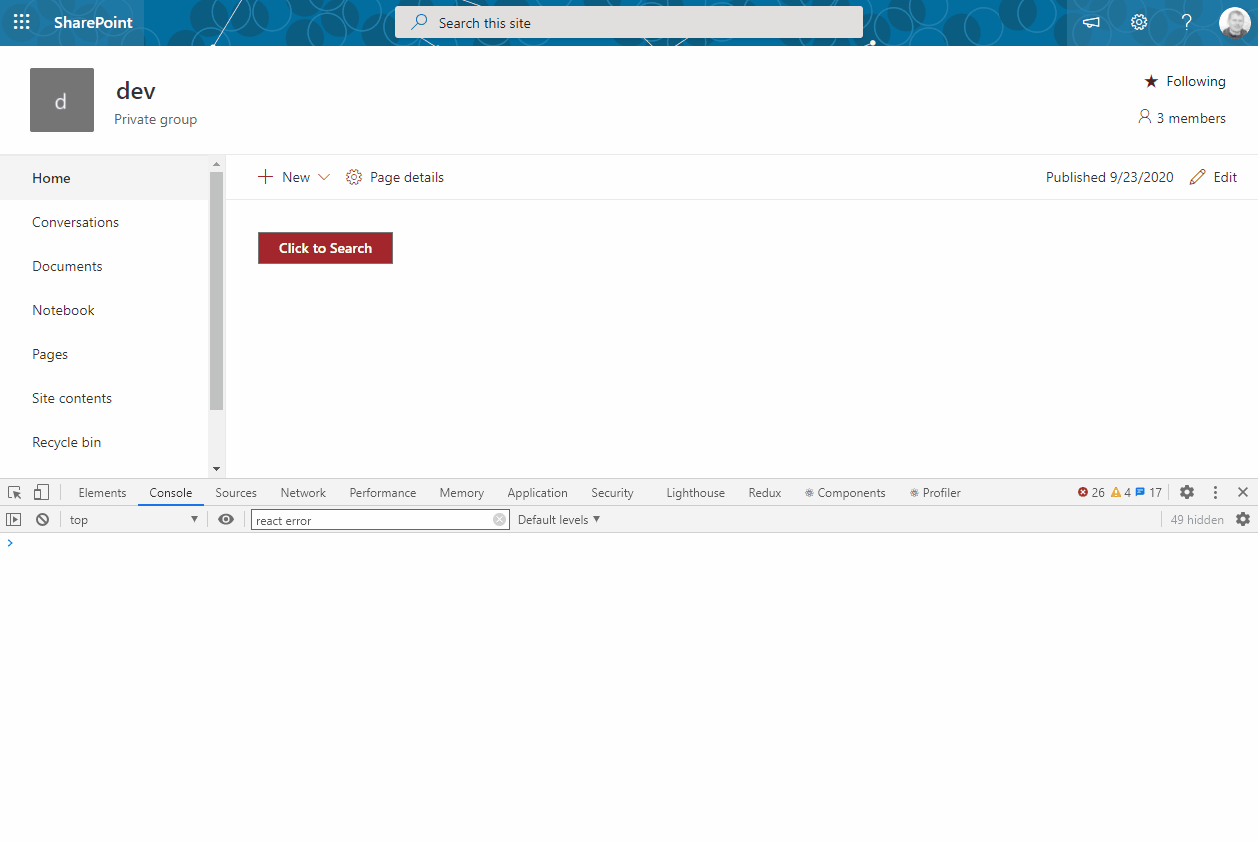 SharePoint
Search this site
?
d
dev
Private group
Following
3 members
Home
Conversations
Documents
Notebook
Pages
Site contents
Recycle bin
New
Page details
Published 9/23/2020
Edit
Click to Search
Elements Console Sources Network Performance Memory Application Security Lighthouse Redux Components Profiler 26 4 17
top react error Default levels 49 hidden